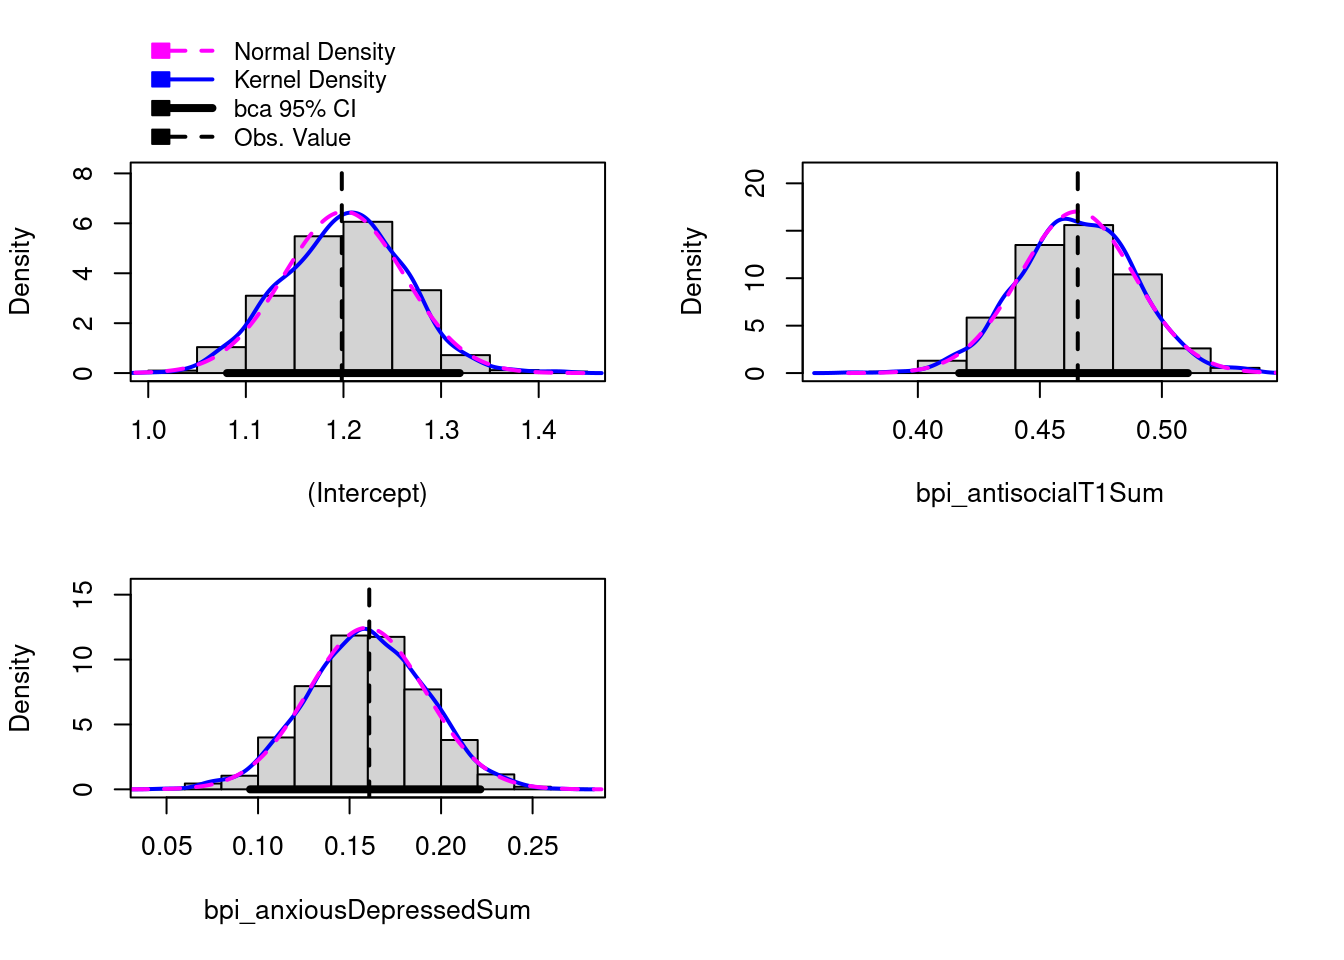 Normal Density
Kernel Density
bca 95% CI
Obs. Value
Density
0 2 4 6 8
1.0 1.1 1.2 1.3 1.4
(Intercept)
Density
0 5 10 20
0.40 0.45 0.50
bpi_antisocialT1Sum
Density
0 5 10 15
0.05 0.10 0.15 0.20 0.25
bpi_anxiousDepressedSum